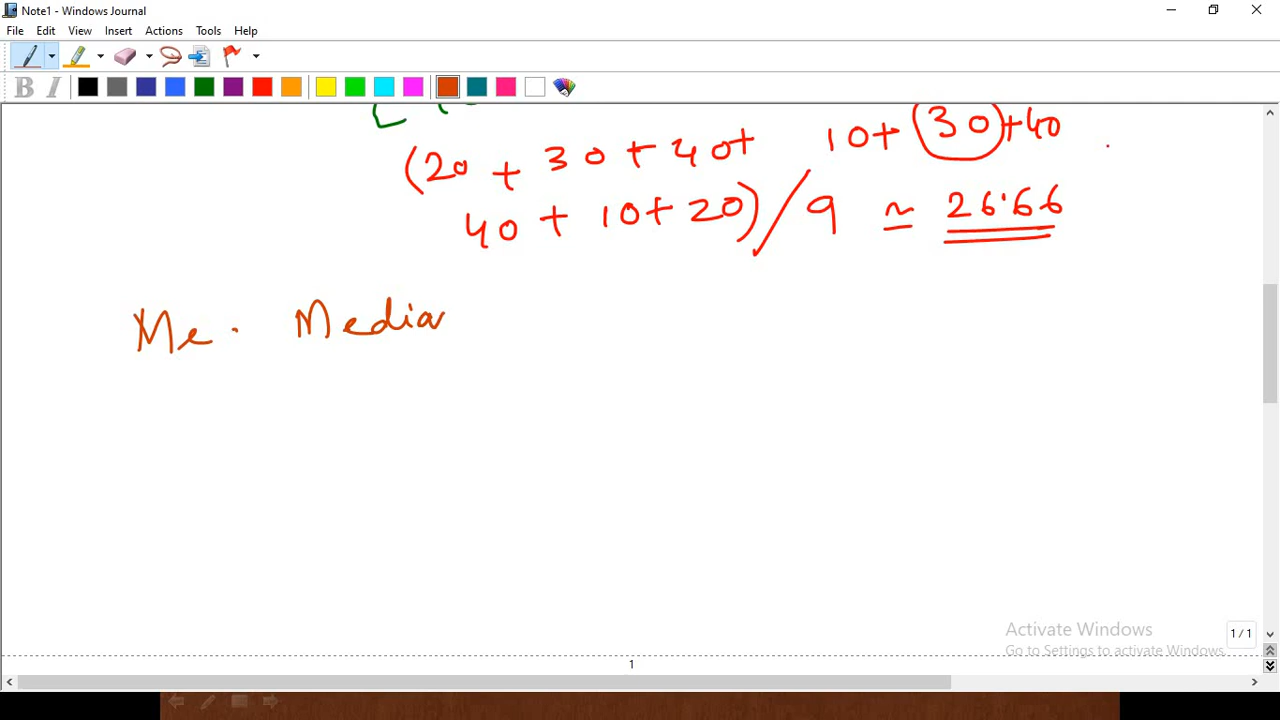 Note1 - Windows Journal
File Edit View Insert Actions Tools Help
B I
(20 + 30 + 40+ 10+ 30 +40
40 + 10+ 20) / 9 ≃ 26.66
Me. Media
Activate Windows
Go to Settings to activate Windows.
1 / 1
1